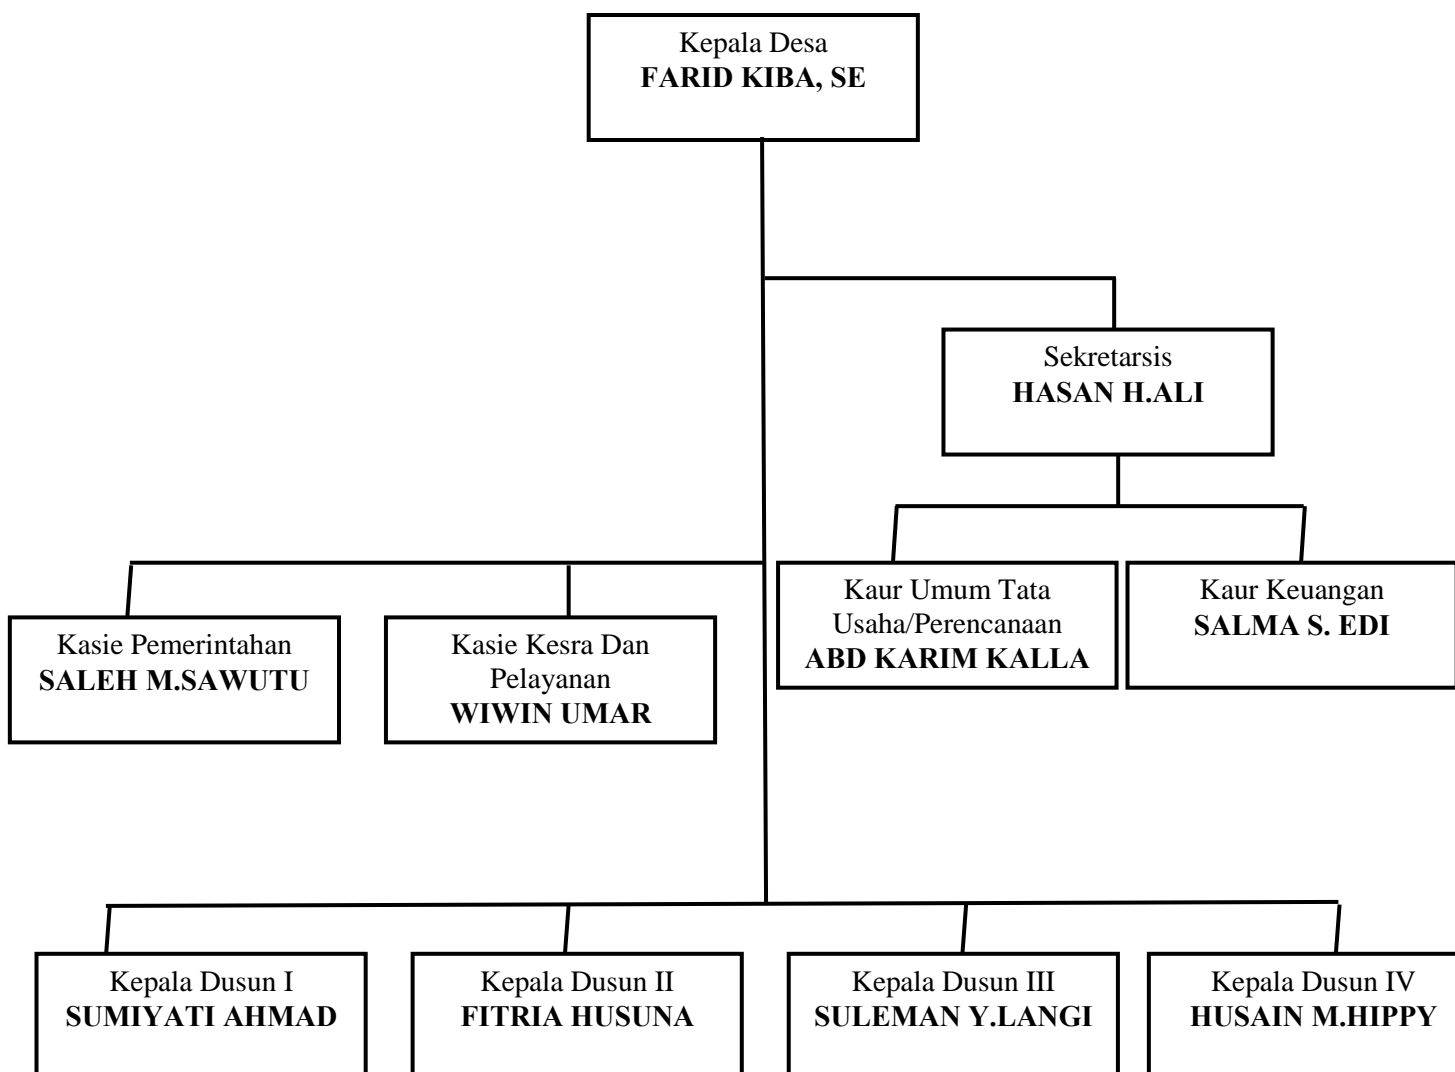 Kepala Desa
FARID KIBA, SE
Sekretarsis
HASAN H.ALI
Kaur Umum Tata
Usaha/Perencanaan
ABD KARIM KALLA
Kaur Keuangan
SALMA S. EDI
Kasie Pemerintahan
SALEH M.SAWUTU
Kasie Kesra Dan
Pelayanan
WIWIN UMAR
Kepala Dusun I
SUMIYATI AHMAD
Kepala Dusun II
FITRIA HUSUNA
Kepala Dusun III
SULEMAN Y.LANGI
Kepala Dusun IV
HUSAIN M.HIPPY